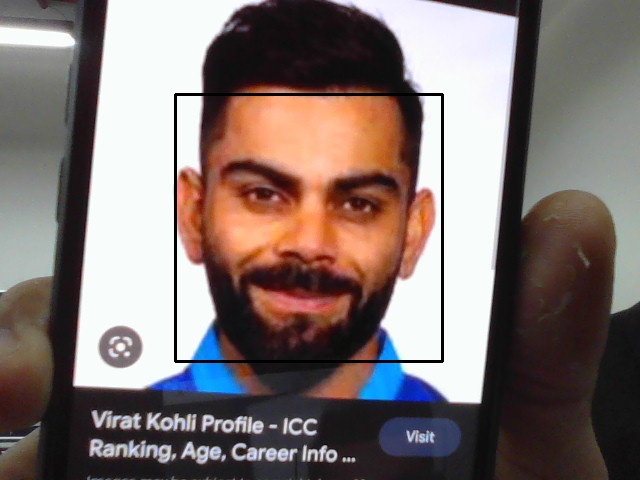 Virat Kohli Profile - ICC
Ranking, Age, Career Info ...
Visit